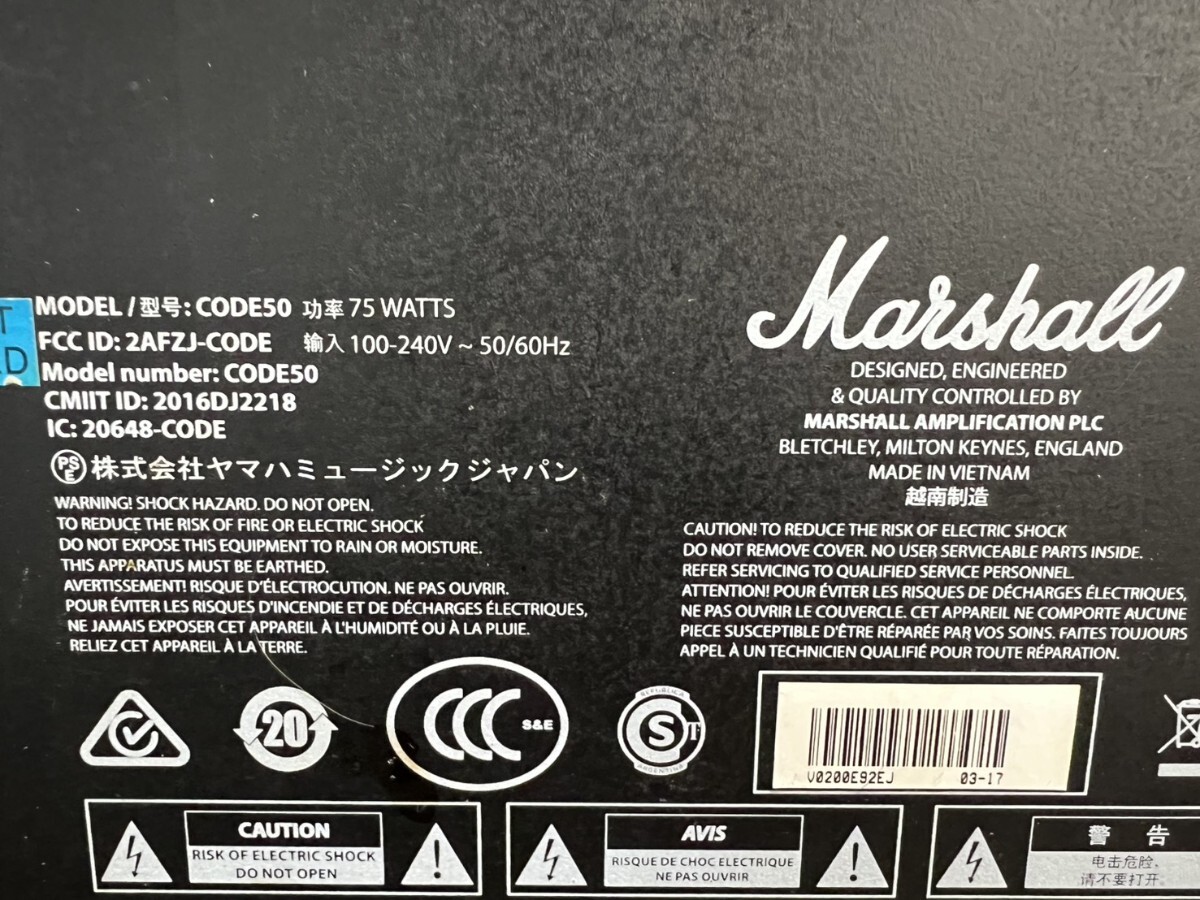 MODEL / 型号: CODE50 功率 75 WATTS
FCC ID: 2AFZJ-CODE 输入 100-240V ~ 50/60Hz
Model number: CODE50
CMIIT ID: 2016DJ2218
IC: 20648-CODE
PS E 株式会社ヤマハミュージックジャパン
WARNING! SHOCK HAZARD. DO NOT OPEN.
TO REDUCE THE RISK OF FIRE OR ELECTRIC SHOCK
DO NOT EXPOSE THIS EQUIPMENT TO RAIN OR MOISTURE.
THIS APPARATUS MUST BE EARTHED.
AVERTISSEMENT! RISQUE D'ÉLECTROCUTION. NE PAS OUVRIR.
POUR ÉVITER LES RISQUES D'INCENDIE ET DE DÉCHARGES ÉLECTRIQUES,
NE JAMAIS EXPOSER CET APPAREIL À L'HUMIDITÉ OU À LA PLUIE.
RELIEZ CET APPAREIL À LA TERRE.
Marshall
DESIGNED, ENGINEERED
& QUALITY CONTROLLED BY
MARSHALL AMPLIFICATION PLC
BLETCHLEY, MILTON KEYNES, ENGLAND
MADE IN VIETNAM
越南制造
CAUTION! TO REDUCE THE RISK OF ELECTRIC SHOCK
DO NOT REMOVE COVER. NO USER SERVICEABLE PARTS INSIDE.
REFER SERVICING TO QUALIFIED SERVICE PERSONNEL.
ATTENTION! POUR ÉVITER LES RISQUES DE DÉCHARGES ÉLECTRIQUES,
NE PAS OUVRIR LE COUVERCLE. CET APPAREIL NE COMPORTE AUCUNE
PIECE SUSCEPTIBLE D'ÊTRE RÉPARÉE PAR VOS SOINS. FAITES TOUJOURS
APPEL À UN TECHNICIEN QUALIFIÉ POUR TOUTE RÉPARATION.
20
CCC S&E
REPUBLICA
S T
ARGENTINA
V0200E92EJ 03-17
CAUTION
RISK OF ELECTRIC SHOCK
DO NOT OPEN
AVIS
RISQUE DE CHOC ELECTRIQUE
NE PAS OUVRIR
警 告
电击危险、
请不要打开。